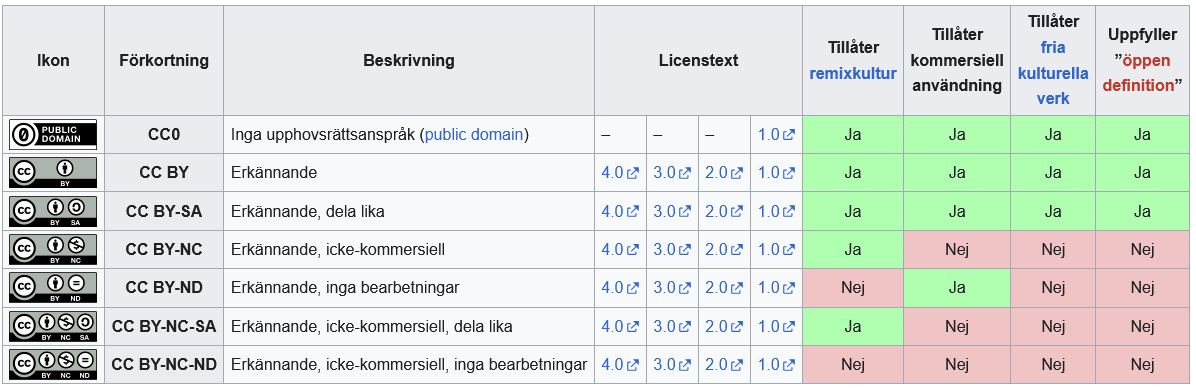 Ikon Förkortning Beskrivning Licenstext Tillåter remixkultur Tillåter kommersiell användning Tillåter fria kulturella verk Uppfyller ”öppen definition”
PUBLIC DOMAIN CC0 Inga upphovsrättsanspråk (public domain) – – – 1.0 Ja Ja Ja Ja
CC BY CC BY Erkännande 4.0 3.0 2.0 1.0 Ja Ja Ja Ja
CC BY SA CC BY-SA Erkännande, dela lika 4.0 3.0 2.0 1.0 Ja Ja Ja Ja
CC BY NC CC BY-NC Erkännande, icke-kommersiell 4.0 3.0 2.0 1.0 Ja Nej Nej Nej
CC BY ND CC BY-ND Erkännande, inga bearbetningar 4.0 3.0 2.0 1.0 Nej Ja Nej Nej
CC BY NC SA CC BY-NC-SA Erkännande, icke-kommersiell, dela lika 4.0 3.0 2.0 1.0 Ja Nej Nej Nej
CC BY NC ND CC BY-NC-ND Erkännande, icke-kommersiell, inga bearbetningar 4.0 3.0 2.0 1.0 Nej Nej Nej Nej